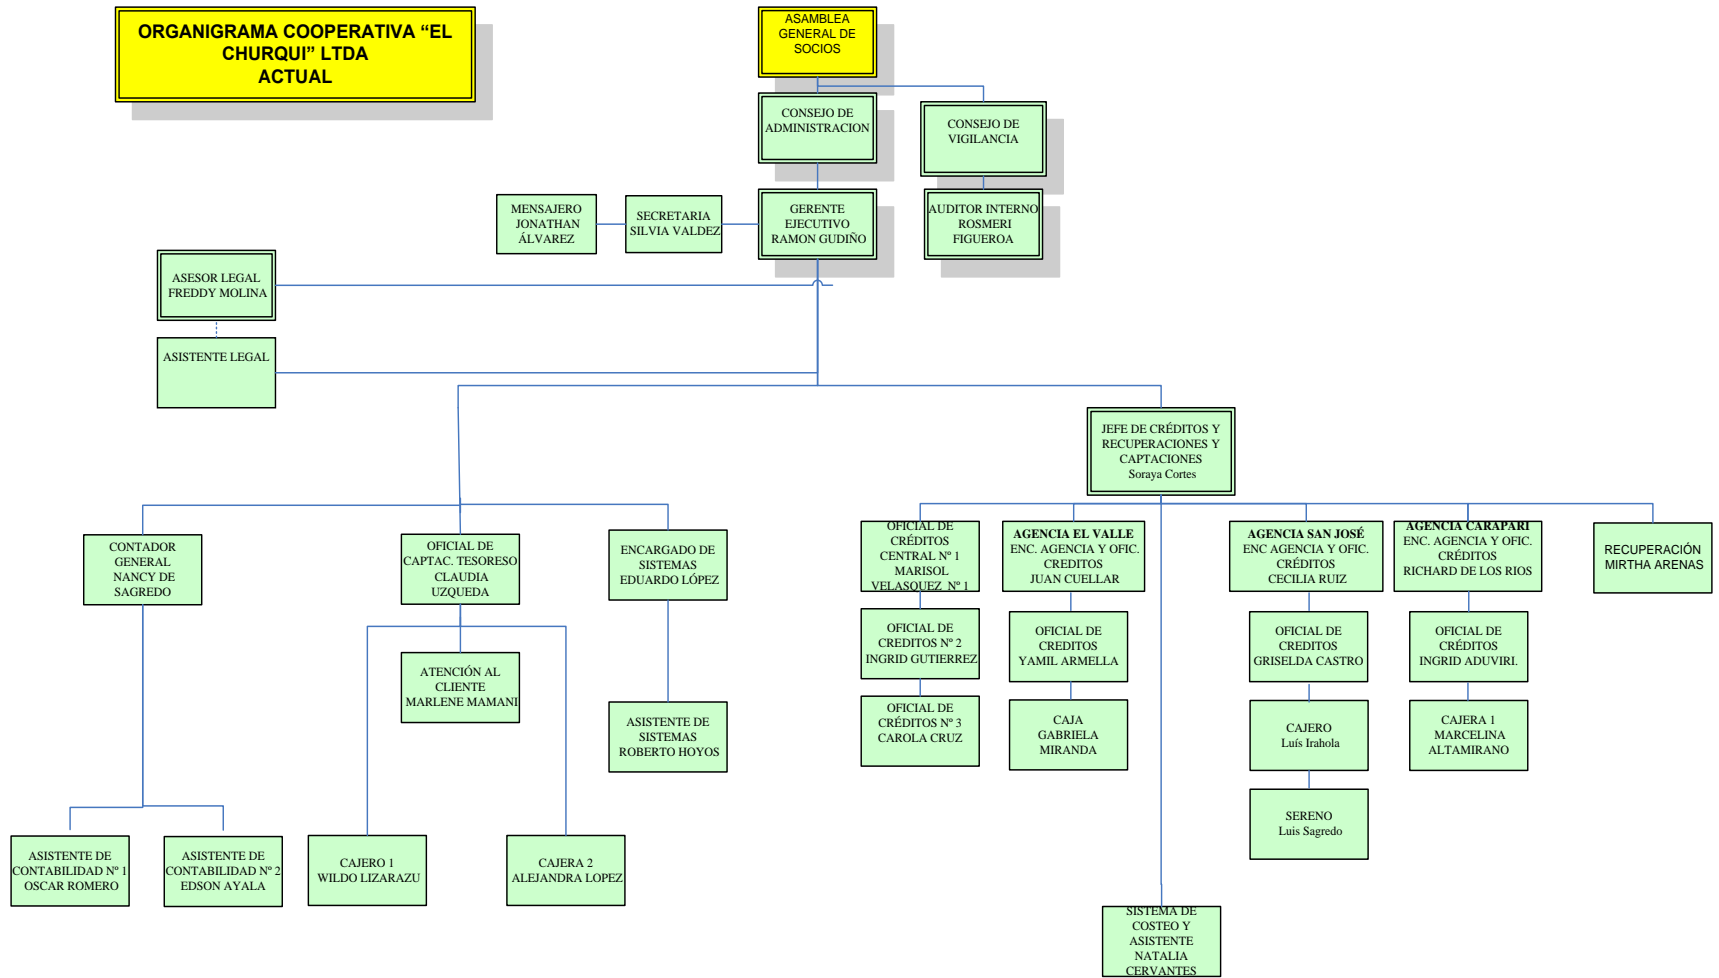 ORGANIGRAMA COOPERATIVA “EL
CHURQUI” LTDA
ACTUAL
ASAMBLEA
GENERAL DE
SOCIOS
CONSEJO DE
ADMINISTRACION
CONSEJO DE
VIGILANCIA
MENSAJERO
JONATHAN
ÁLVAREZ
SECRETARIA
SILVIA VALDEZ
GERENTE
EJECUTIVO
RAMON GUDIÑO
AUDITOR INTERNO
ROSMERI
FIGUEROA
ASESOR LEGAL
FREDDY MOLINA
ASISTENTE LEGAL
JEFE DE CRÉDITOS Y
RECUPERACIONES Y
CAPTACIONES
Soraya Cortes
CONTADOR
GENERAL
NANCY DE
SAGREDO
OFICIAL DE
CAPTAC. TESORESO
CLAUDIA
UZQUEDA
ENCARGADO DE
SISTEMAS
EDUARDO LÓPEZ
OFICIAL DE
CRÉDITOS
CENTRAL Nº 1
MARISOL
VELASQUEZ Nº 1
AGENCIA EL VALLE
ENC. AGENCIA Y OFIC.
CREDITOS
JUAN CUELLAR
AGENCIA SAN JOSÉ
ENC AGENCIA Y OFIC.
CRÉDITOS
CECILIA RUIZ
AGENCIA CARAPARI
ENC. AGENCIA Y OFIC.
CRÉDITOS
RICHARD DE LOS RIOS
RECUPERACIÓN
MIRTHA ARENAS
OFICIAL DE
CREDITOS Nº 2
INGRID GUTIERREZ
OFICIAL DE
CREDITOS
YAMIL ARMELLA
OFICIAL DE
CREDITOS
GRISELDA CASTRO
OFICIAL DE
CRÉDITOS
INGRID ADUVIRI.
ATENCIÓN AL
CLIENTE
MARLENE MAMANI
ASISTENTE DE
SISTEMAS
ROBERTO HOYOS
OFICIAL DE
CRÉDITOS Nº 3
CAROLA CRUZ
CAJA
GABRIELA
MIRANDA
CAJERO
Luís Irahola
CAJERA 1
MARCELINA
ALTAMIRANO
SERENO
Luis Sagredo
ASISTENTE DE
CONTABILIDAD Nº 1
OSCAR ROMERO
ASISTENTE DE
CONTABILIDAD Nº 2
EDSON AYALA
CAJERO 1
WILDO LIZARAZU
CAJERA 2
ALEJANDRA LOPEZ
SISTEMA DE
COSTEO Y
ASISTENTE
NATALIA
CERVANTES